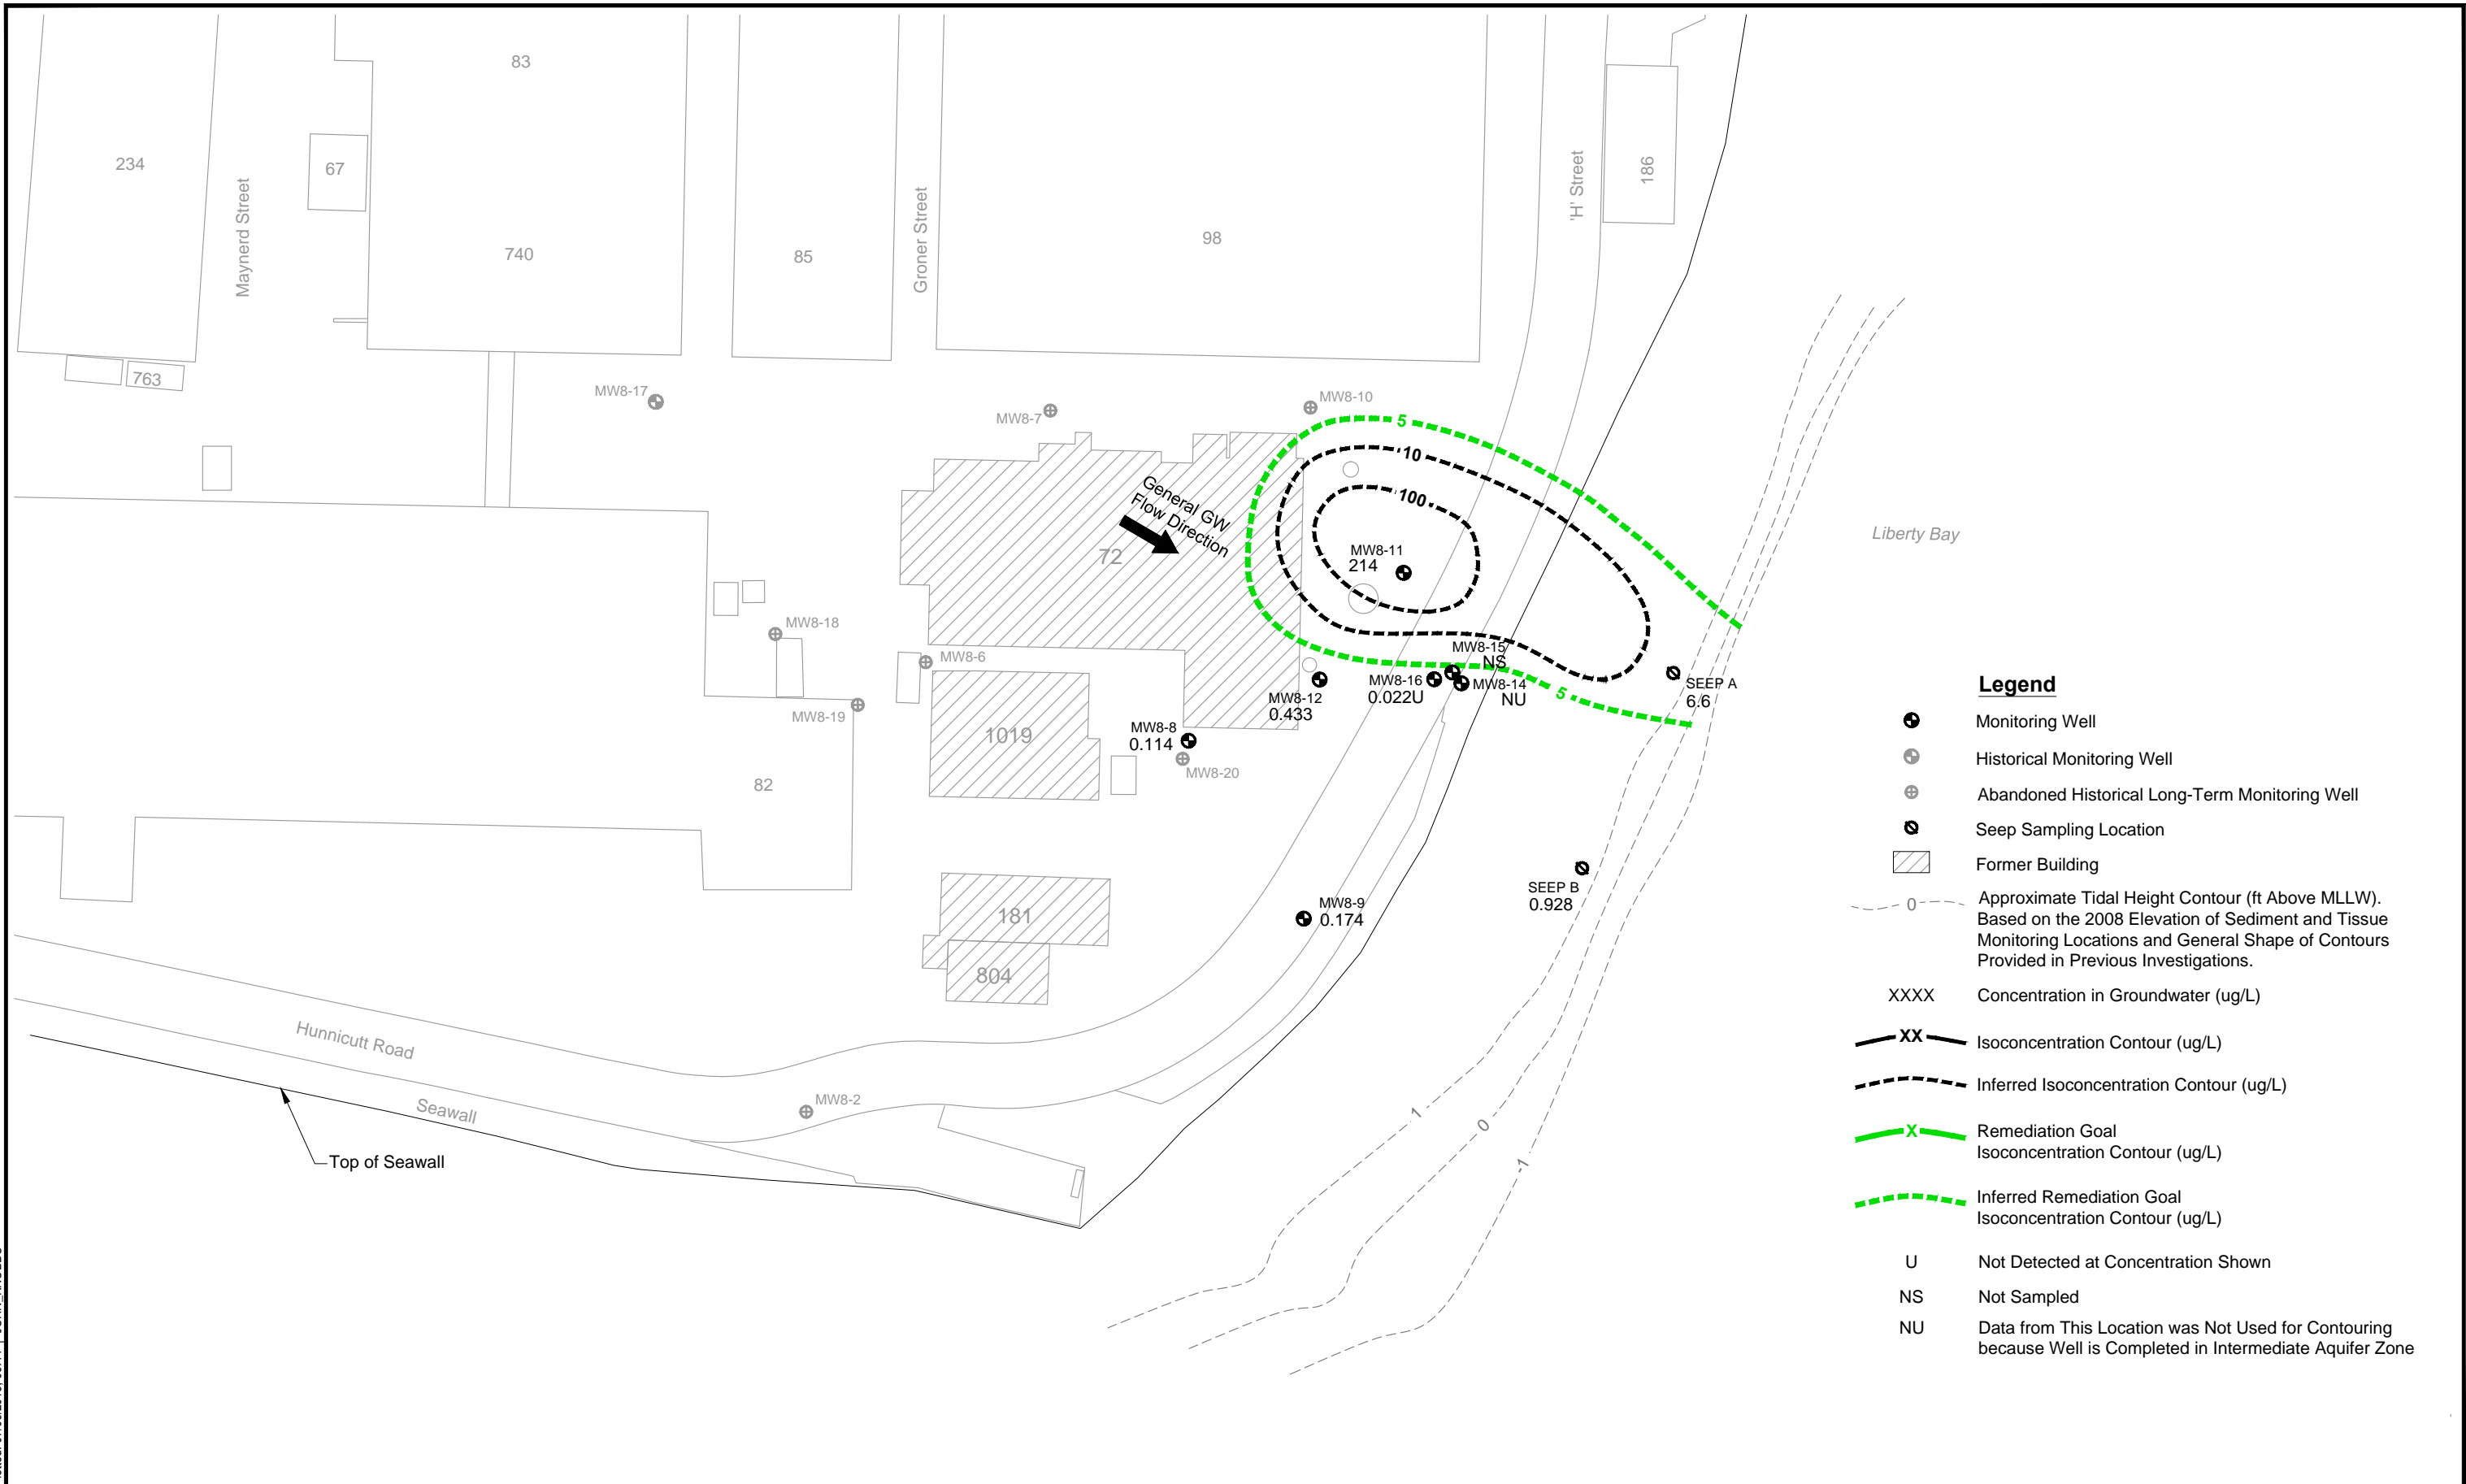 83
234
67
Maynerd Street
740
85
Groner Street
98
'H' Street
186
763
MW8-17
MW8-7
MW8-10
5
10
100
General GW
Flow Direction
72
MW8-11
214
Liberty Bay
MW8-18
MW8-6
MW8-19
MW8-15
NS
MW8-16
0.022U
MW8-14
NU
MW8-12
0.433
5
SEEP A
6.6
MW8-8
0.114
MW8-20
1019
82
SEEP B
0.928
MW8-9
0.174
181
804
Hunnicutt Road
Seawall
MW8-2
Top of Seawall
1
0
-1
Legend
Monitoring Well
Historical Monitoring Well
Abandoned Historical Long-Term Monitoring Well
Seep Sampling Location
Former Building
0
Approximate Tidal Height Contour (ft Above MLLW).
Based on the 2008 Elevation of Sediment and Tissue
Monitoring Locations and General Shape of Contours
Provided in Previous Investigations.
XXXX Concentration in Groundwater (ug/L)
XX Isoconcentration Contour (ug/L)
Inferred Isoconcentration Contour (ug/L)
X Remediation Goal
Isoconcentration Contour (ug/L)
Inferred Remediation Goal
Isoconcentration Contour (ug/L)
U Not Detected at Concentration Shown
NS Not Sampled
NU Data from This Location was Not Used for Contouring
because Well is Completed in Intermediate Aquifer Zone